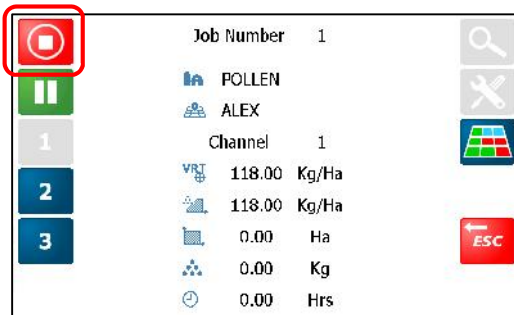 Job Number 1
POLLEN
ALEX
Channel 1
1
VRT 118.00 Kg/Ha
2
118.00 Kg/Ha
3
0.00 Ha
ESC
0.00 Kg
0.00 Hrs